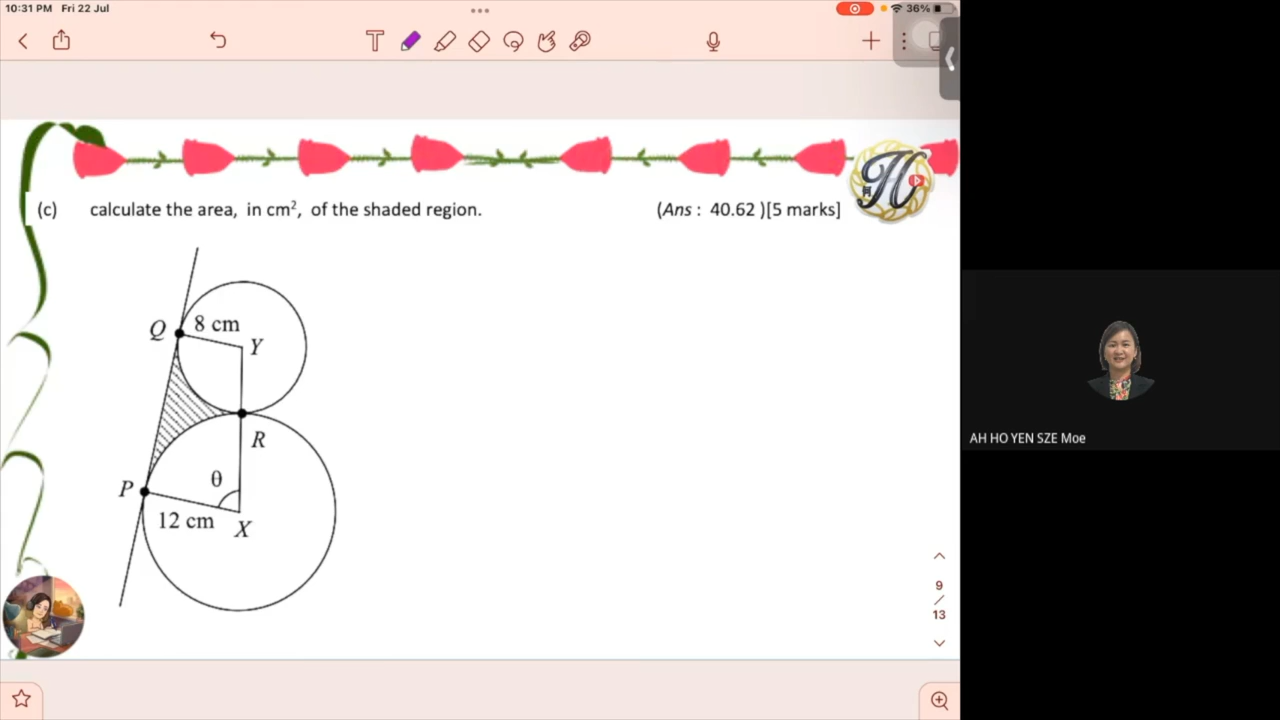 10:31 PM Fri 22 Jul
36%
(c) calculate the area, in cm², of the shaded region. (Ans : 40.62 )[5 marks]
Q
8 cm
Y
R
P
θ
12 cm
X
AH HO YEN SZE Moe
9
/
13